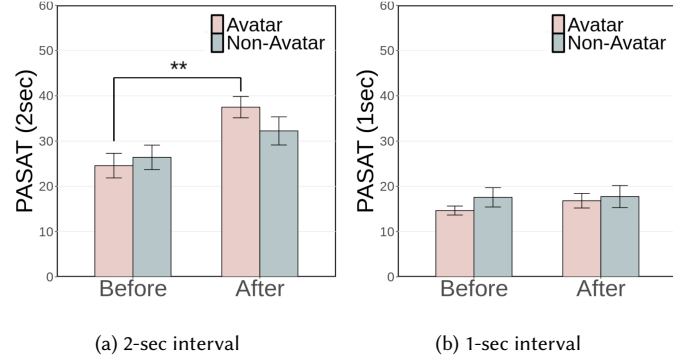 60
50
40
30
20
10
0
PASAT (2sec)
Avatar
Non-Avatar
**
Before After
(a) 2-sec interval
60
50
40
30
20
10
0
PASAT (1sec)
Avatar
Non-Avatar
Before After
(b) 1-sec interval